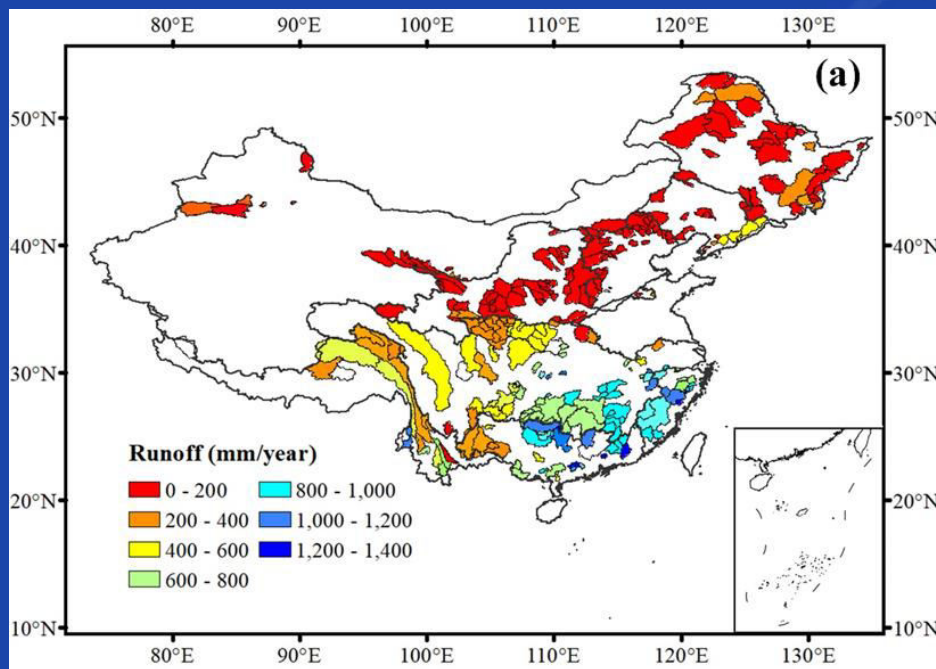 80°E 90°E 100°E 110°E 120°E 130°E
(a)
50°N 50°N
40°N 40°N
30°N 30°N
Runoff (mm/year)
0 - 200 800 - 1,000
20°N 20°N
200 - 400 1,000 - 1,200
400 - 600 1,200 - 1,400
600 - 800
10°N 10°N
80°E 90°E 100°E 110°E 120°E 130°E